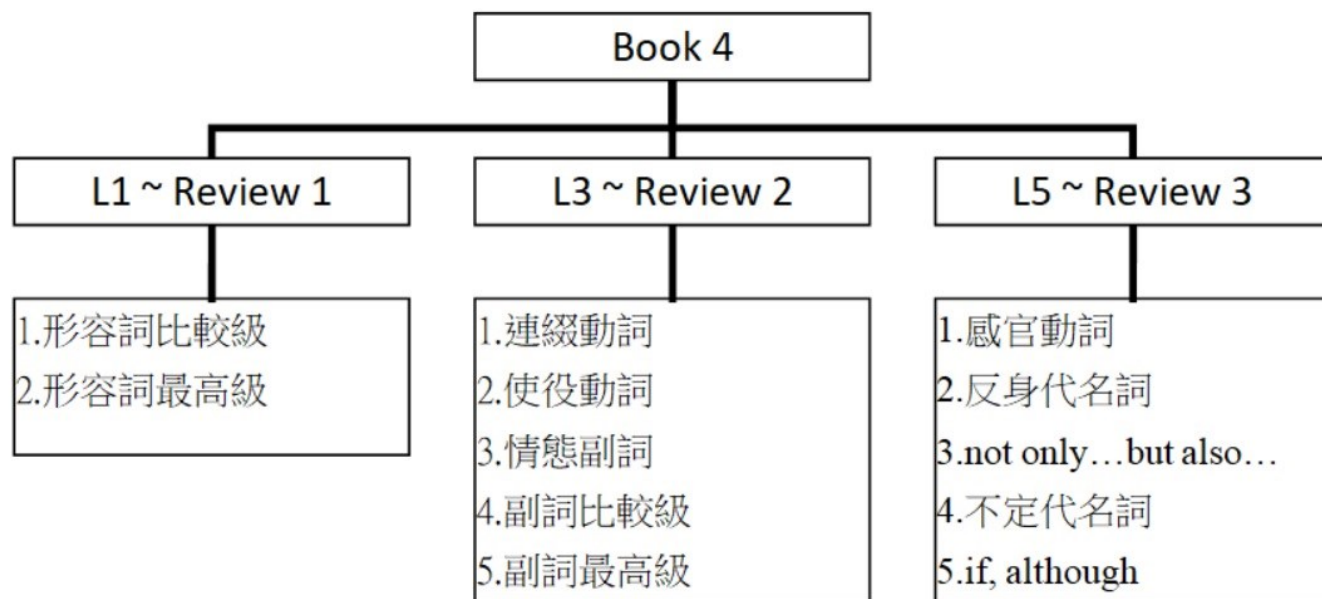 Book 4
L1 ~ Review 1
1.形容詞比較級
2.形容詞最高級
L3 ~ Review 2
1.連綴動詞
2.使役動詞
3.情態副詞
4.副詞比較級
5.副詞最高級
L5 ~ Review 3
1.感官動詞
2.反身代名詞
3.not only…but also…
4.不定代名詞
5.if, although